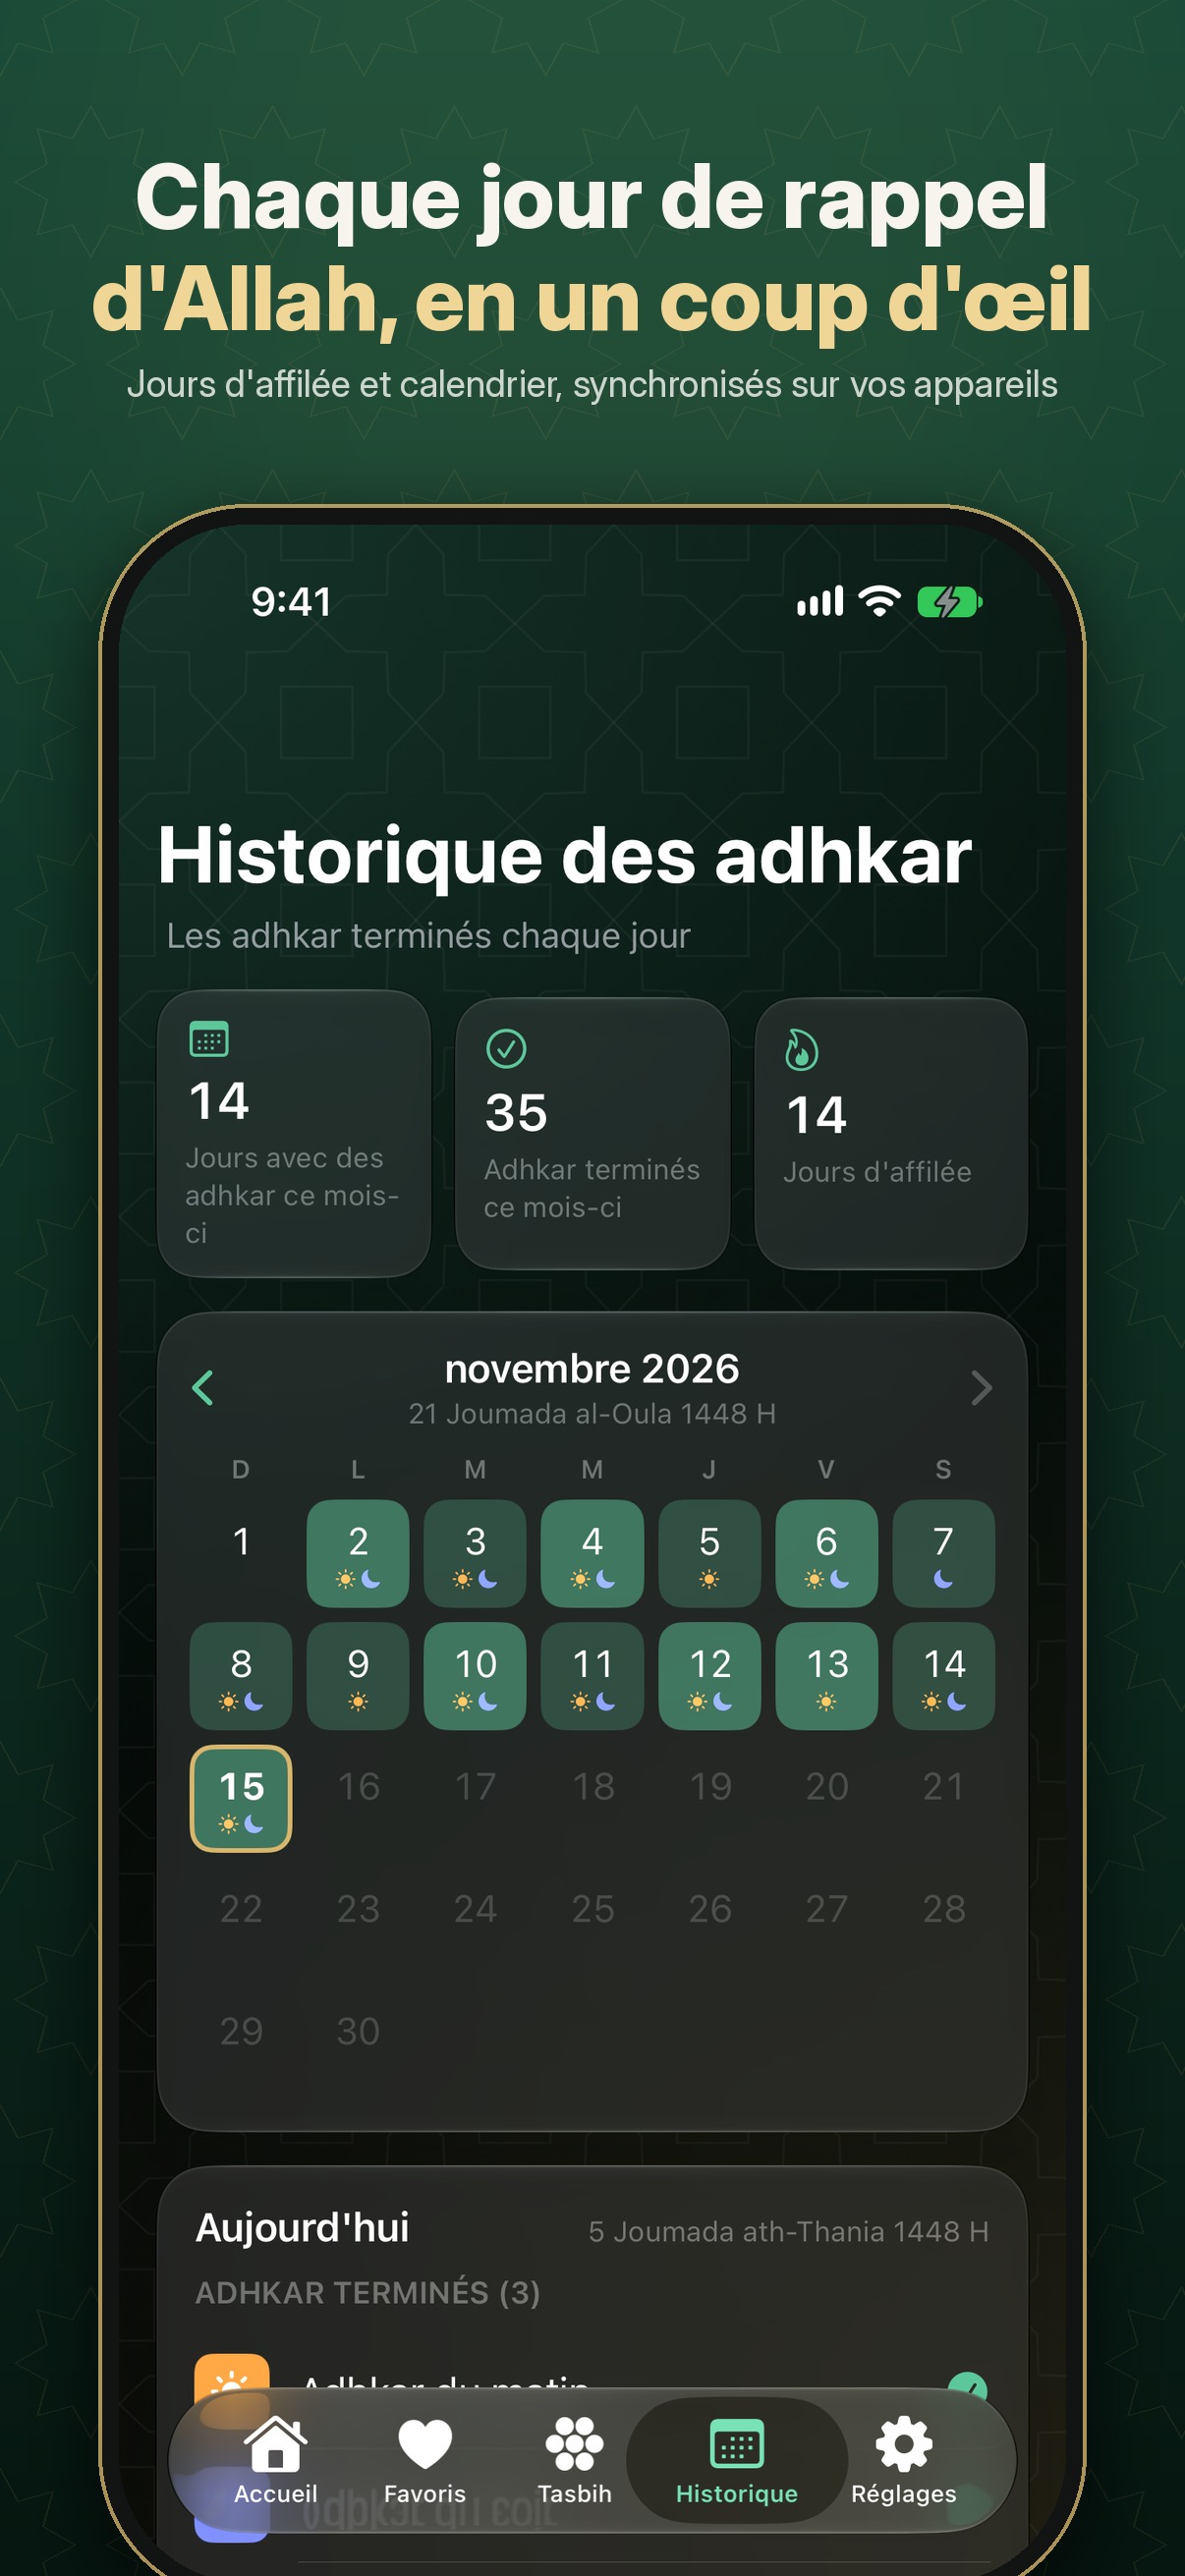 Chaque jour de rappel
d'Allah, en un coup d'œil
Jours d'affilée et calendrier, synchronisés sur vos appareils
9:41
Historique des adhkar
Les adhkar terminés chaque jour
14
Jours avec des
adhkar ce mois-
ci
35
Adhkar terminés
ce mois-ci
14
Jours d'affilée
novembre 2026
21 Joumada al-Oula 1448 H
D L M M J V S
1 2 3 4 5 6 7
8 9 10 11 12 13 14
15 16 17 18 19 20 21
22 23 24 25 26 27 28
29 30
Aujourd'hui
5 Joumada ath-Thania 1448 H
ADHKAR TERMINÉS (3)
Adhkar du matin
Accueil Favoris Tasbih Historique Réglages